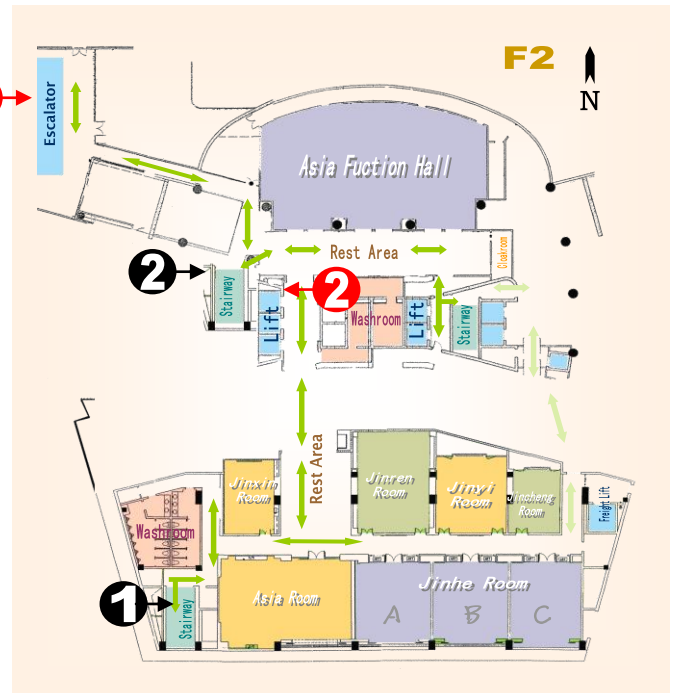 F2
N
Escalator
Asia Fuction Hall
Rest Area
Cloakroom
2
2
Stairway
Lift
Washroom
Lift
Stairway
Rest Area
Jinxin
Room
Jinren
Room
Jinyi
Room
Jincheng
Room
Freight Lift
Washroom
1
Stairway
Asia Room
Jinhe Room
A
B
C